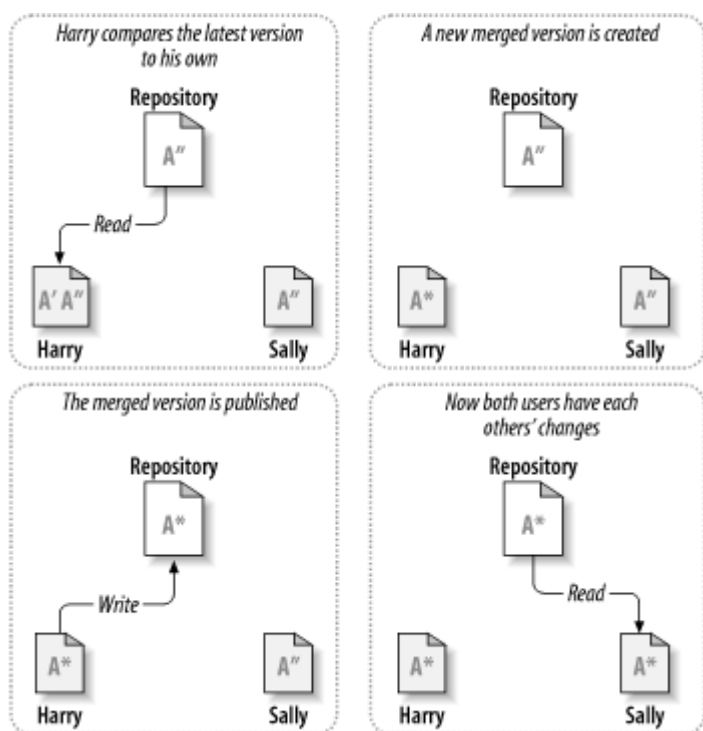 Harry compares the latest version
to his own
Repository
A″
Read
A′ A″
A″
Harry
Sally
A new merged version is created
Repository
A″
A*
A″
Harry
Sally
The merged version is published
Repository
A*
Write
A*
A″
Harry
Sally
Now both users have each
others’ changes
Repository
A*
Read
A*
A*
Harry
Sally